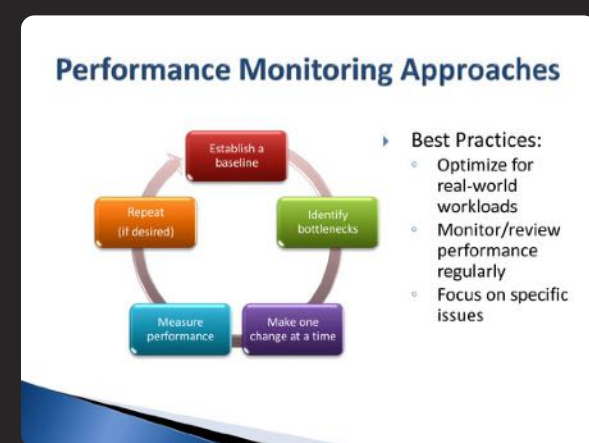 Performance Monitoring Approaches
Establish a
baseline
Identify
bottlenecks
Make one
change at a time
Measure
performance
Repeat
(if desired)
Best Practices:
Optimize for
real-world
workloads
Monitor/review
performance
regularly
Focus on specific
issues